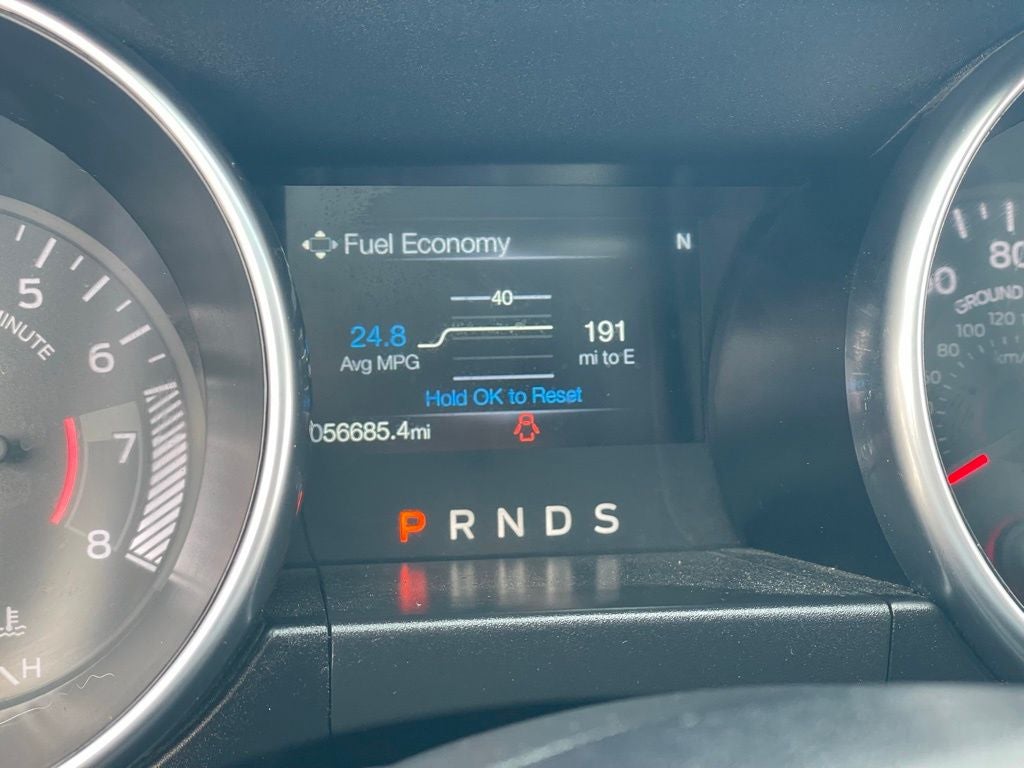 Fuel Economy
N
40
24.8
191
Avg MPG
mi to E
Hold OK to Reset
056685.4mi
P R N D S
5
MINUTE
6
7
8
H
80
GROUND
120
100
80
km/